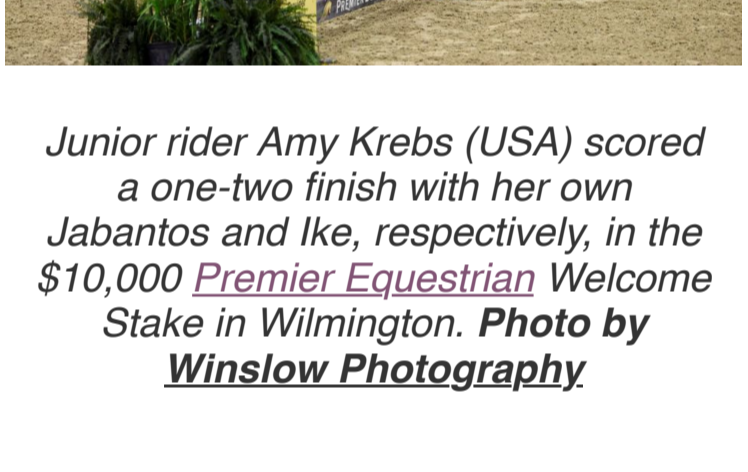 Junior rider Amy Krebs (USA) scored
a one-two finish with her own
Jabantos and Ike, respectively, in the
$10,000 Premier Equestrian Welcome
Stake in Wilmington. Photo by
Winslow Photography